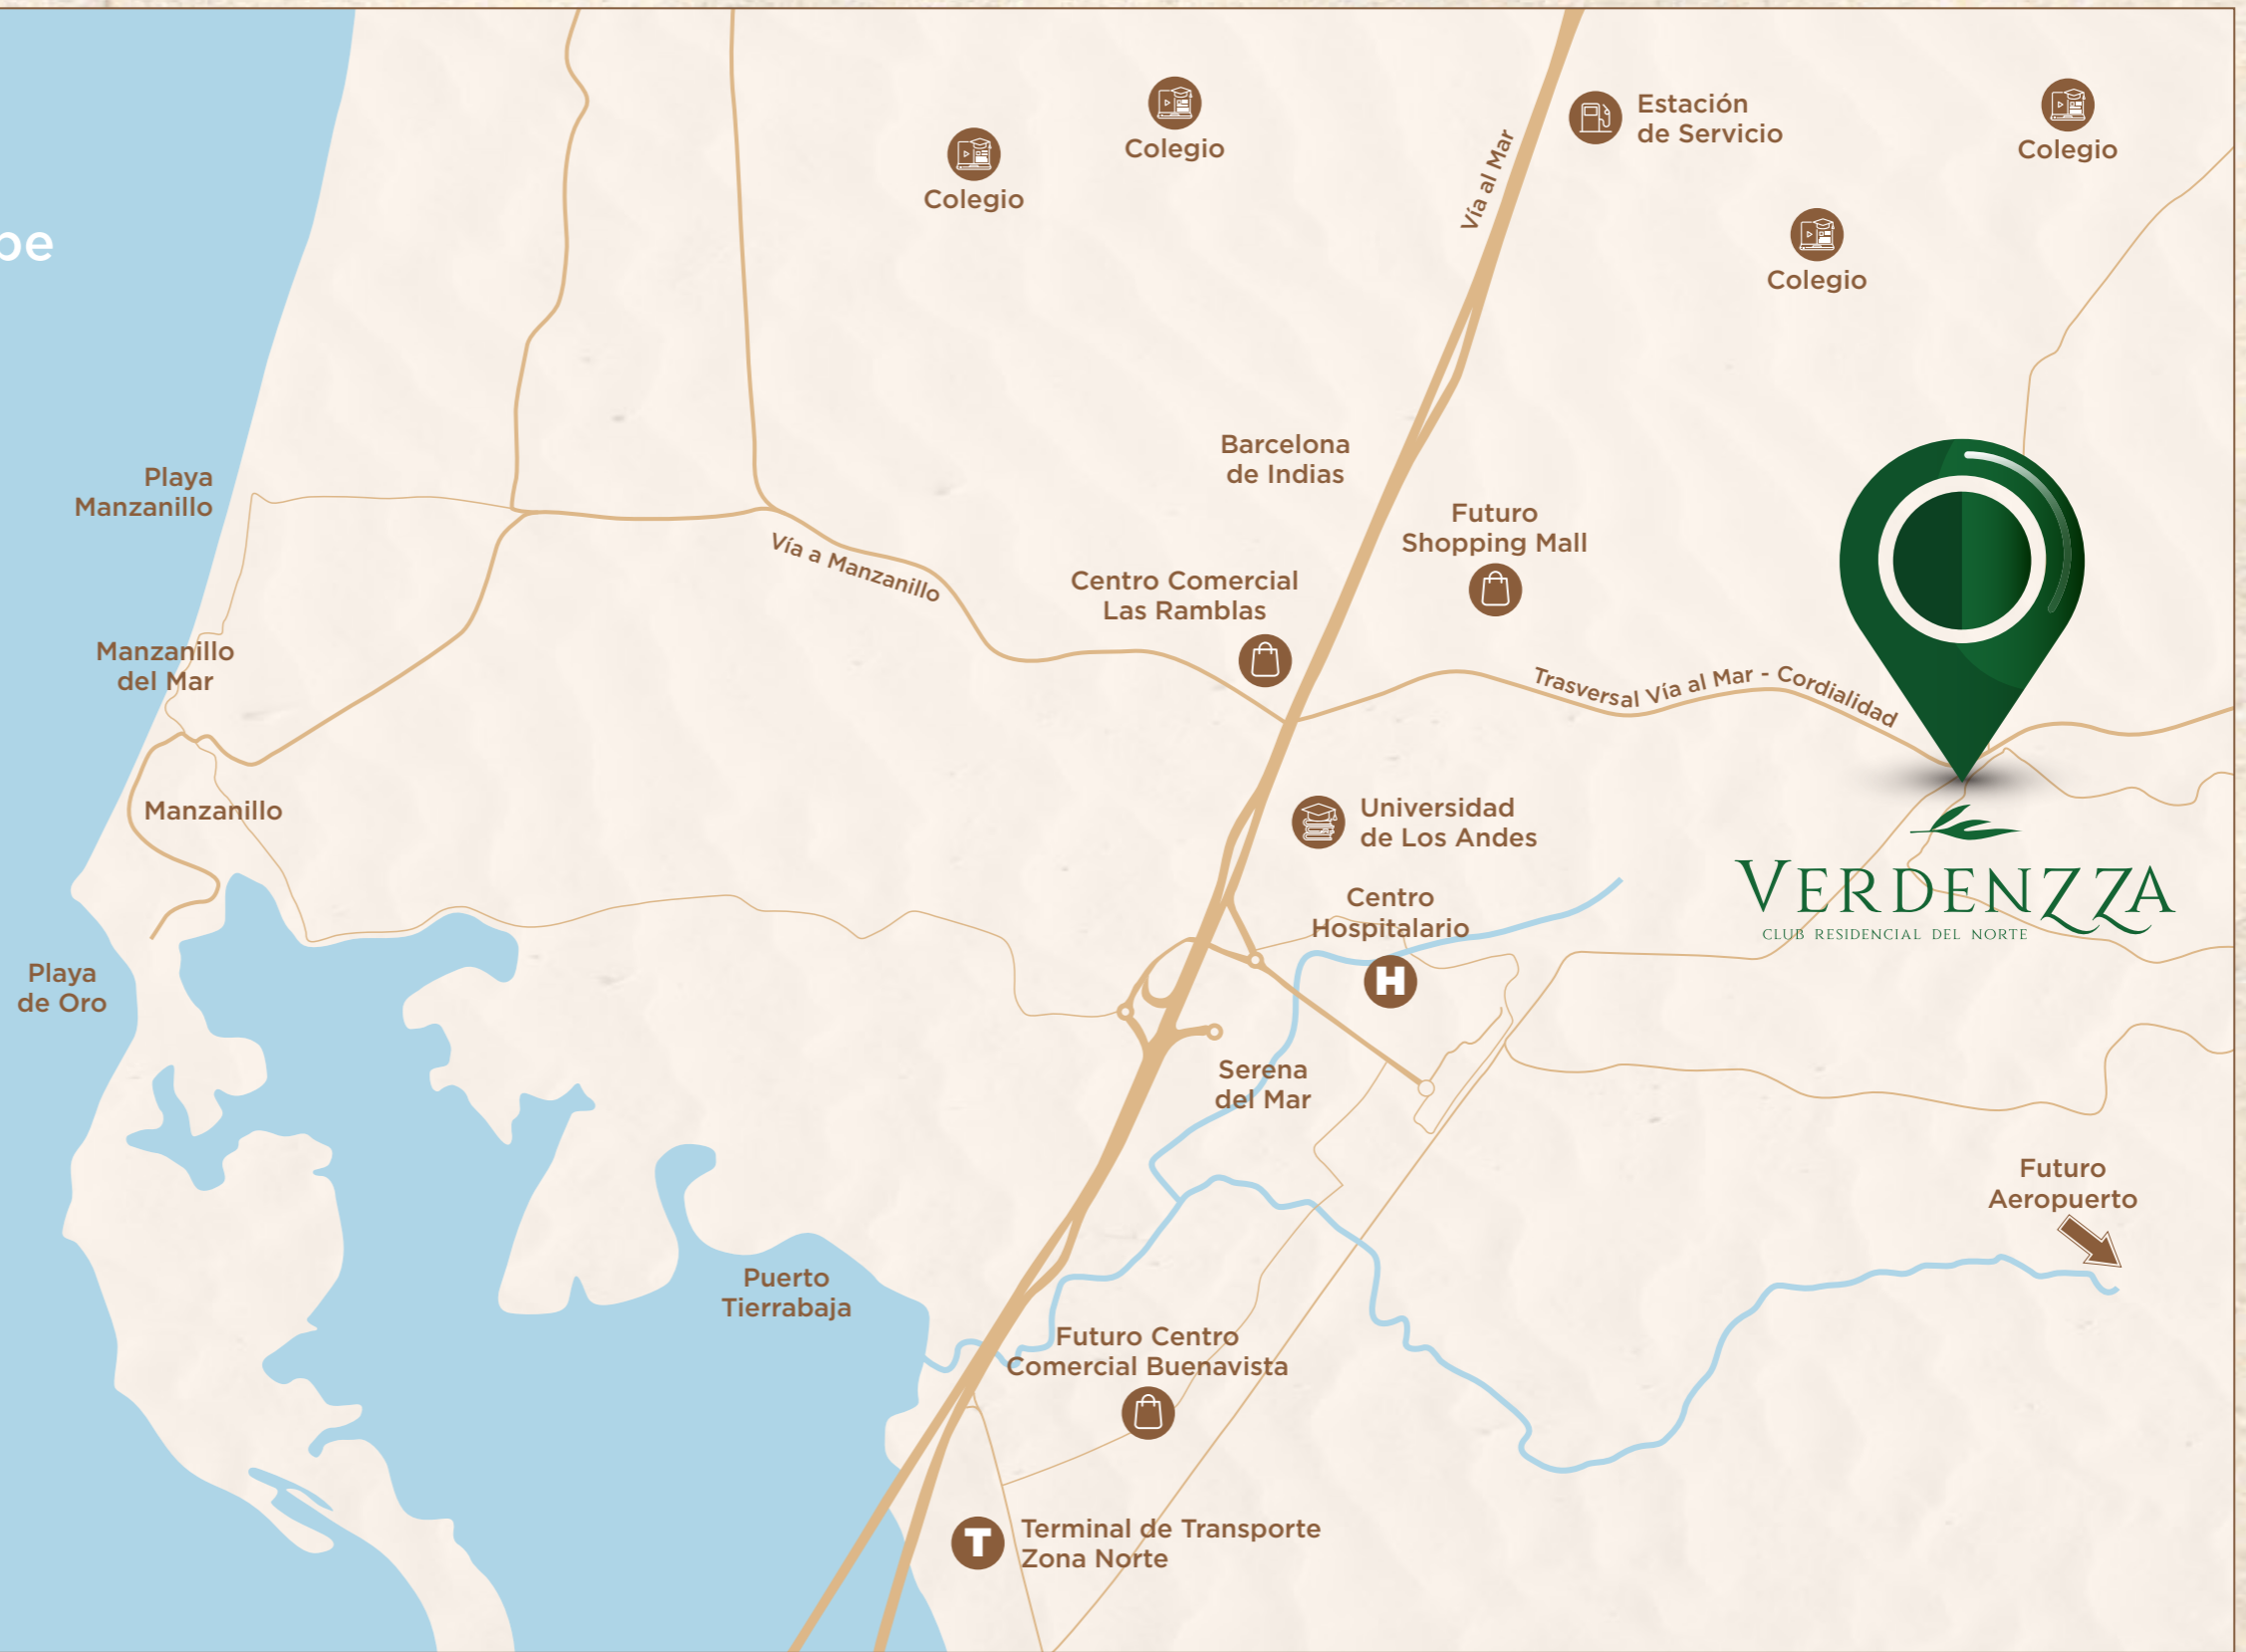 Colegio
Estación
de Servicio
Colegio
Colegio
Vía al Mar
Colegio
Barcelona
de Indias
Playa
Manzanillo
Futuro
Shopping Mall
Vía a Manzanillo
Centro Comercial
Las Ramblas
Manzanillo
del Mar
Trasversal Vía al Mar - Cordialidad
Manzanillo
Universidad
de Los Andes
VERDENZZA
CLUB RESIDENCIAL DEL NORTE
Centro
Hospitalario
H
Playa
de Oro
Serena
del Mar
Futuro
Aeropuerto
Puerto
Tierrabaja
Futuro Centro
Comercial Buenavista
T
Terminal de Transporte
Zona Norte